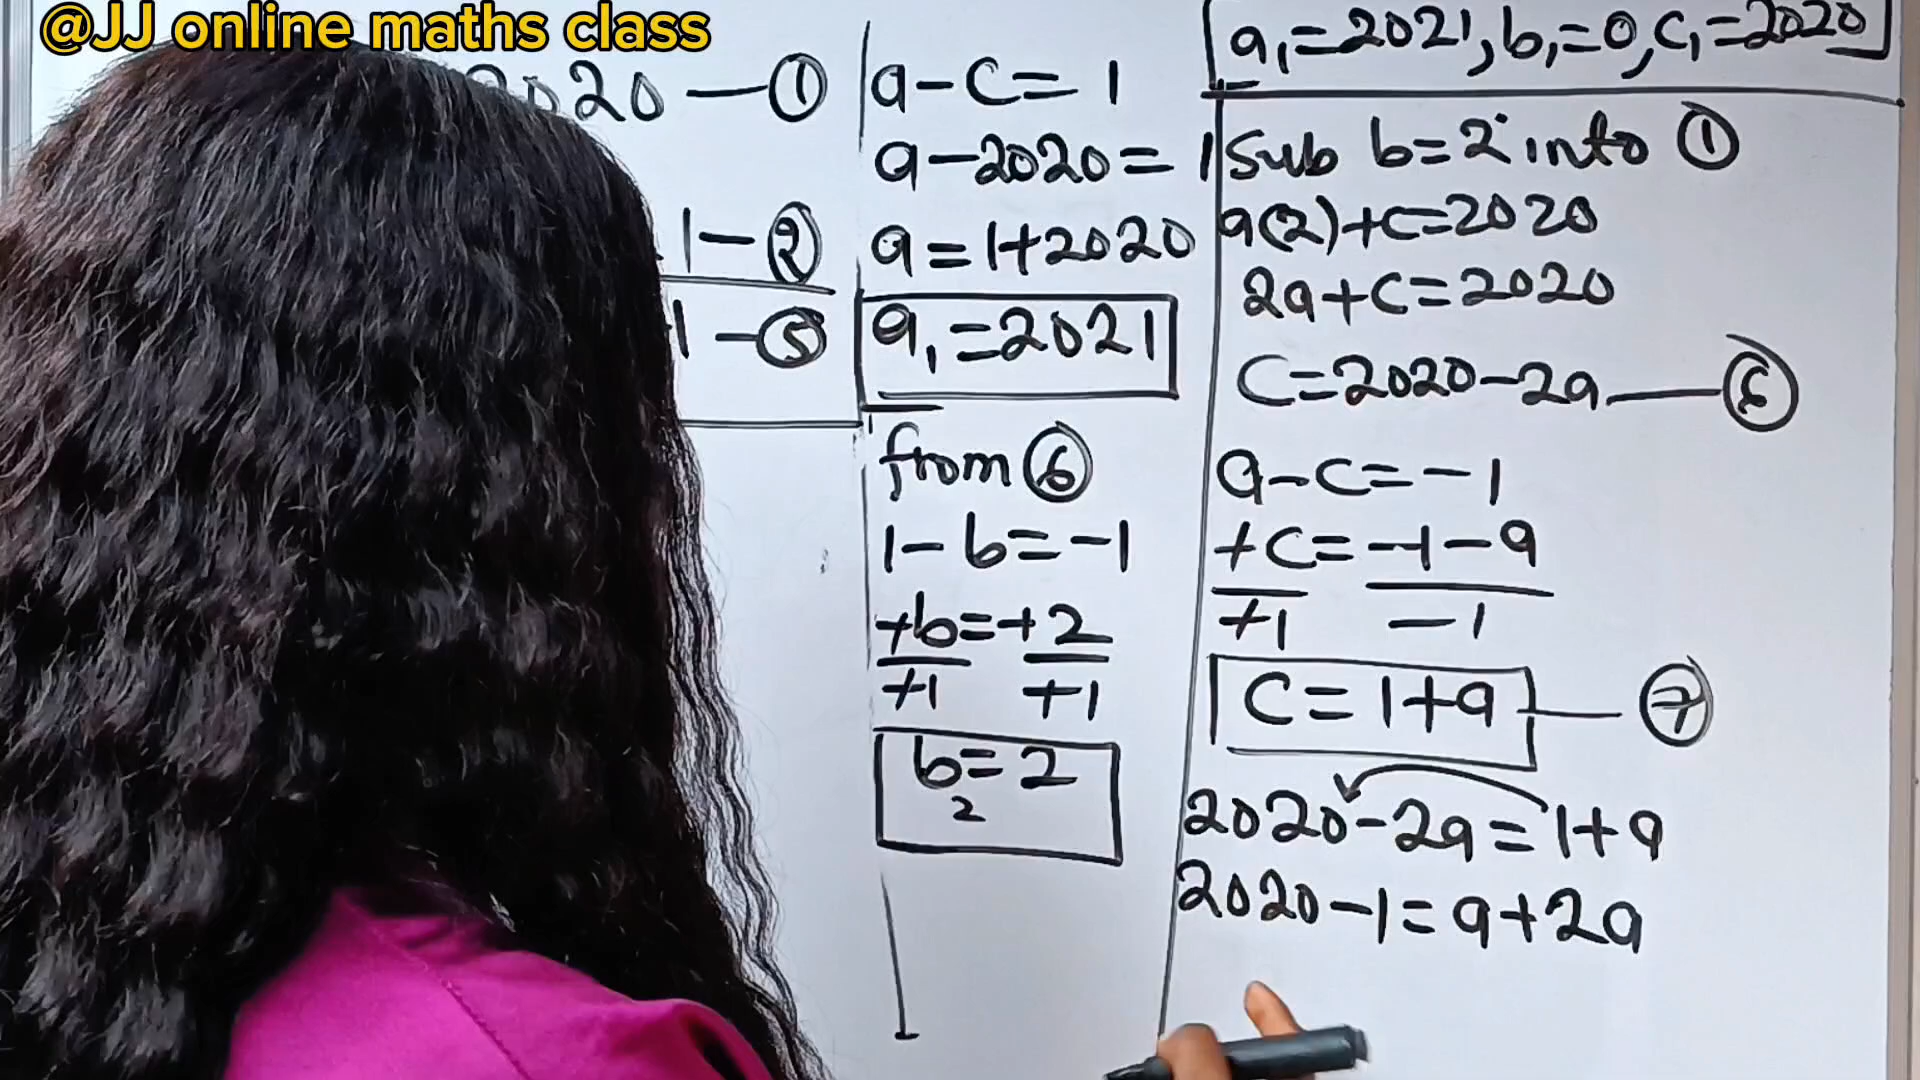 @JJ online maths class
2020 — ①
1 — ②
1 — ⑤
a-c=1
a-2020=1
a=1+2020
a₁=2021
from ⑥
1-b=-1
+b=+2
+1 +1
b₂=2
a₁=2021, b₁=0, c₁=2020
Sub b=2 into ①
a(2)+c=2020
2a+c=2020
c=2020-2a — ⑥
a-c=-1
+c=-1-a
+1 -1
c=1+a — ⑦
2020-2a=1+a
2020-1=a+2a